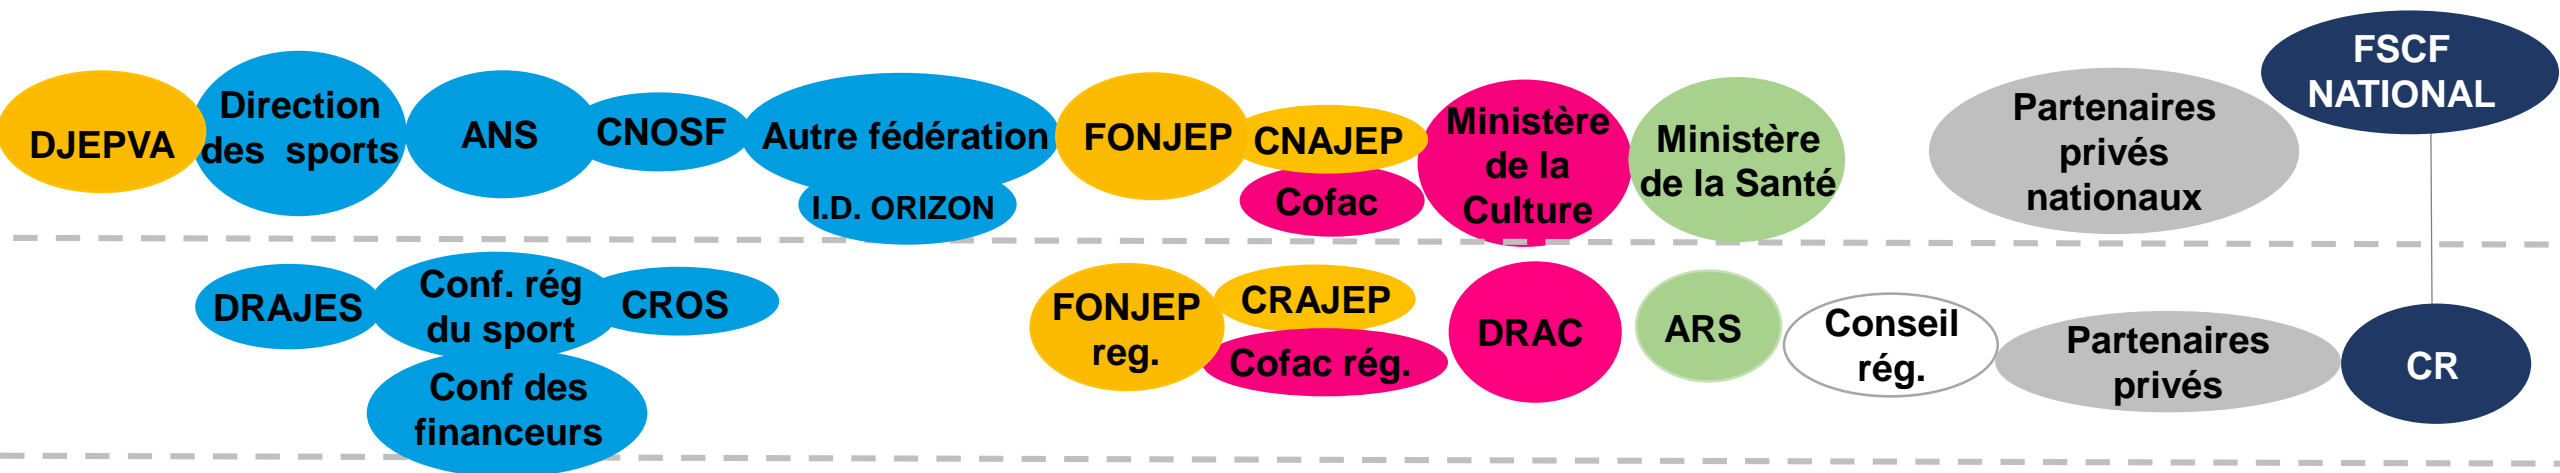 DJEPVA
Direction
des sports
ANS
CNOSF
Autre fédération
I.D. ORIZON
FONJEP
CNAJEP
Cofac
Ministère
de la
Culture
Ministère
de la Santé
Partenaires
privés
nationaux
FSCF
NATIONAL
DRAJES
Conf. rég
du sport
Conf des
financeurs
CROS
FONJEP
reg.
CRAJEP
Cofac rég.
DRAC
ARS
Conseil
rég.
Partenaires
privés
CR